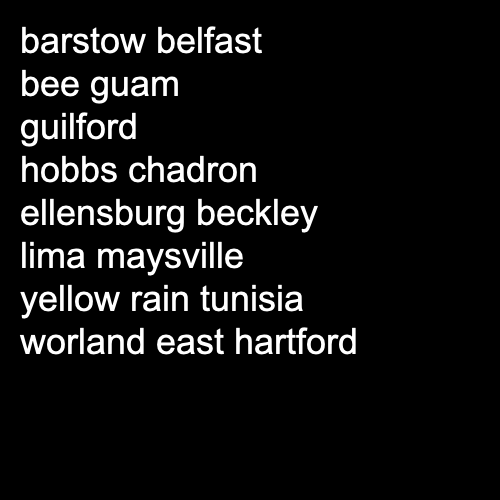 barstow belfast
bee guam
guilford
hobbs chadron
ellensburg beckley
lima maysville
yellow rain tunisia
worland east hartford